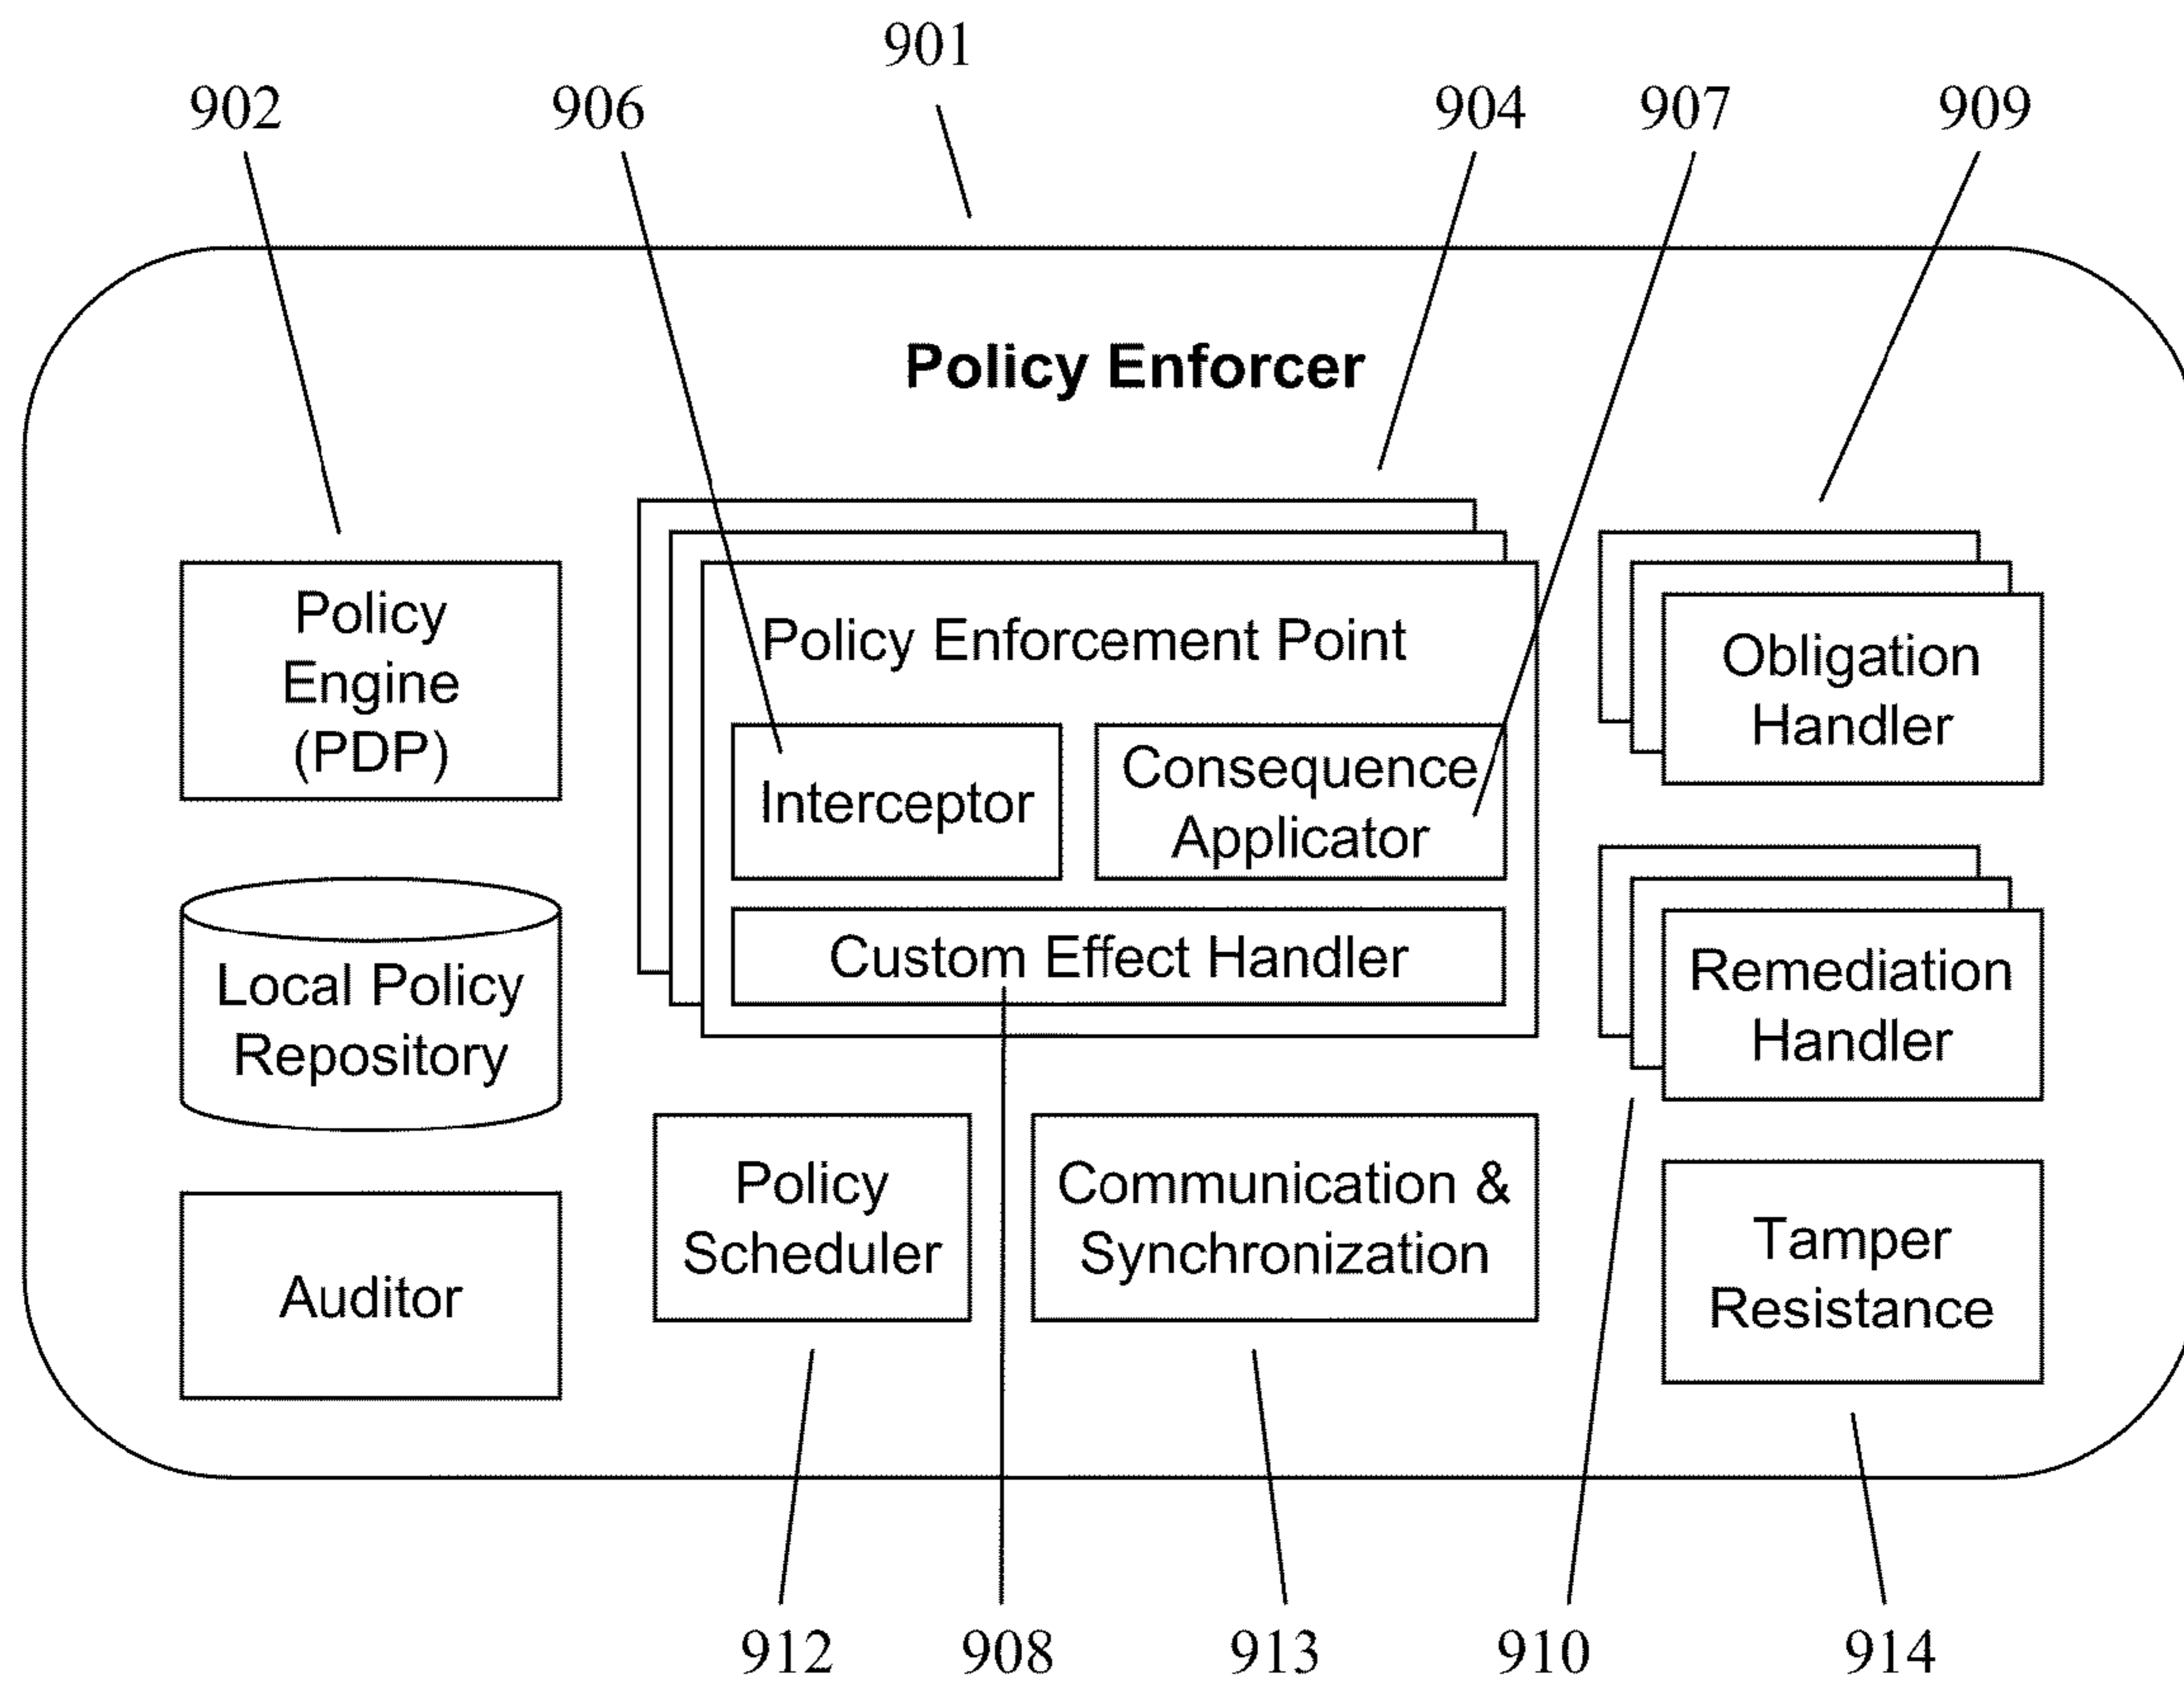 901
902
906
904
907
909
Policy Enforcer
Policy
Engine
(PDP)
Policy Enforcement Point
Interceptor
Consequence
Applicator
Custom Effect Handler
Obligation
Handler
Local Policy
Repository
Remediation
Handler
Auditor
Policy
Scheduler
Communication &
Synchronization
Tamper
Resistance
912
908
913
910
914